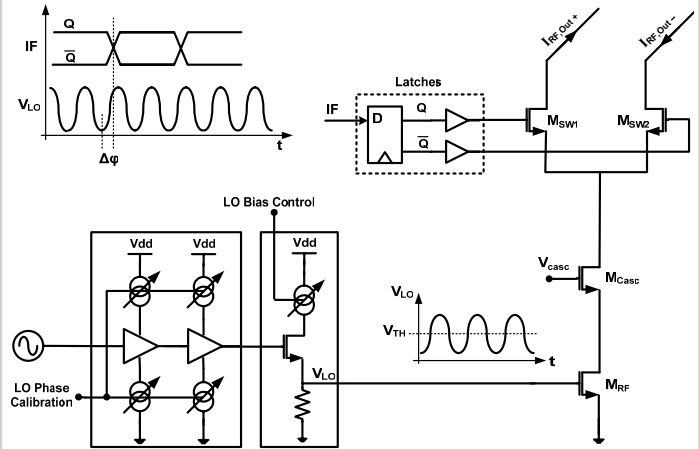 Q
IF
Q̅
V_LO
t
Δφ
I_RF,Out+
I_RF,Out−
Latches
IF
D
Q
Q̅
M_SW1
M_SW2
LO Bias Control
Vdd
Vdd
Vdd
V_casc
M_Casc
V_LO
V_TH
t
V_LO
M_RF
LO Phase
Calibration